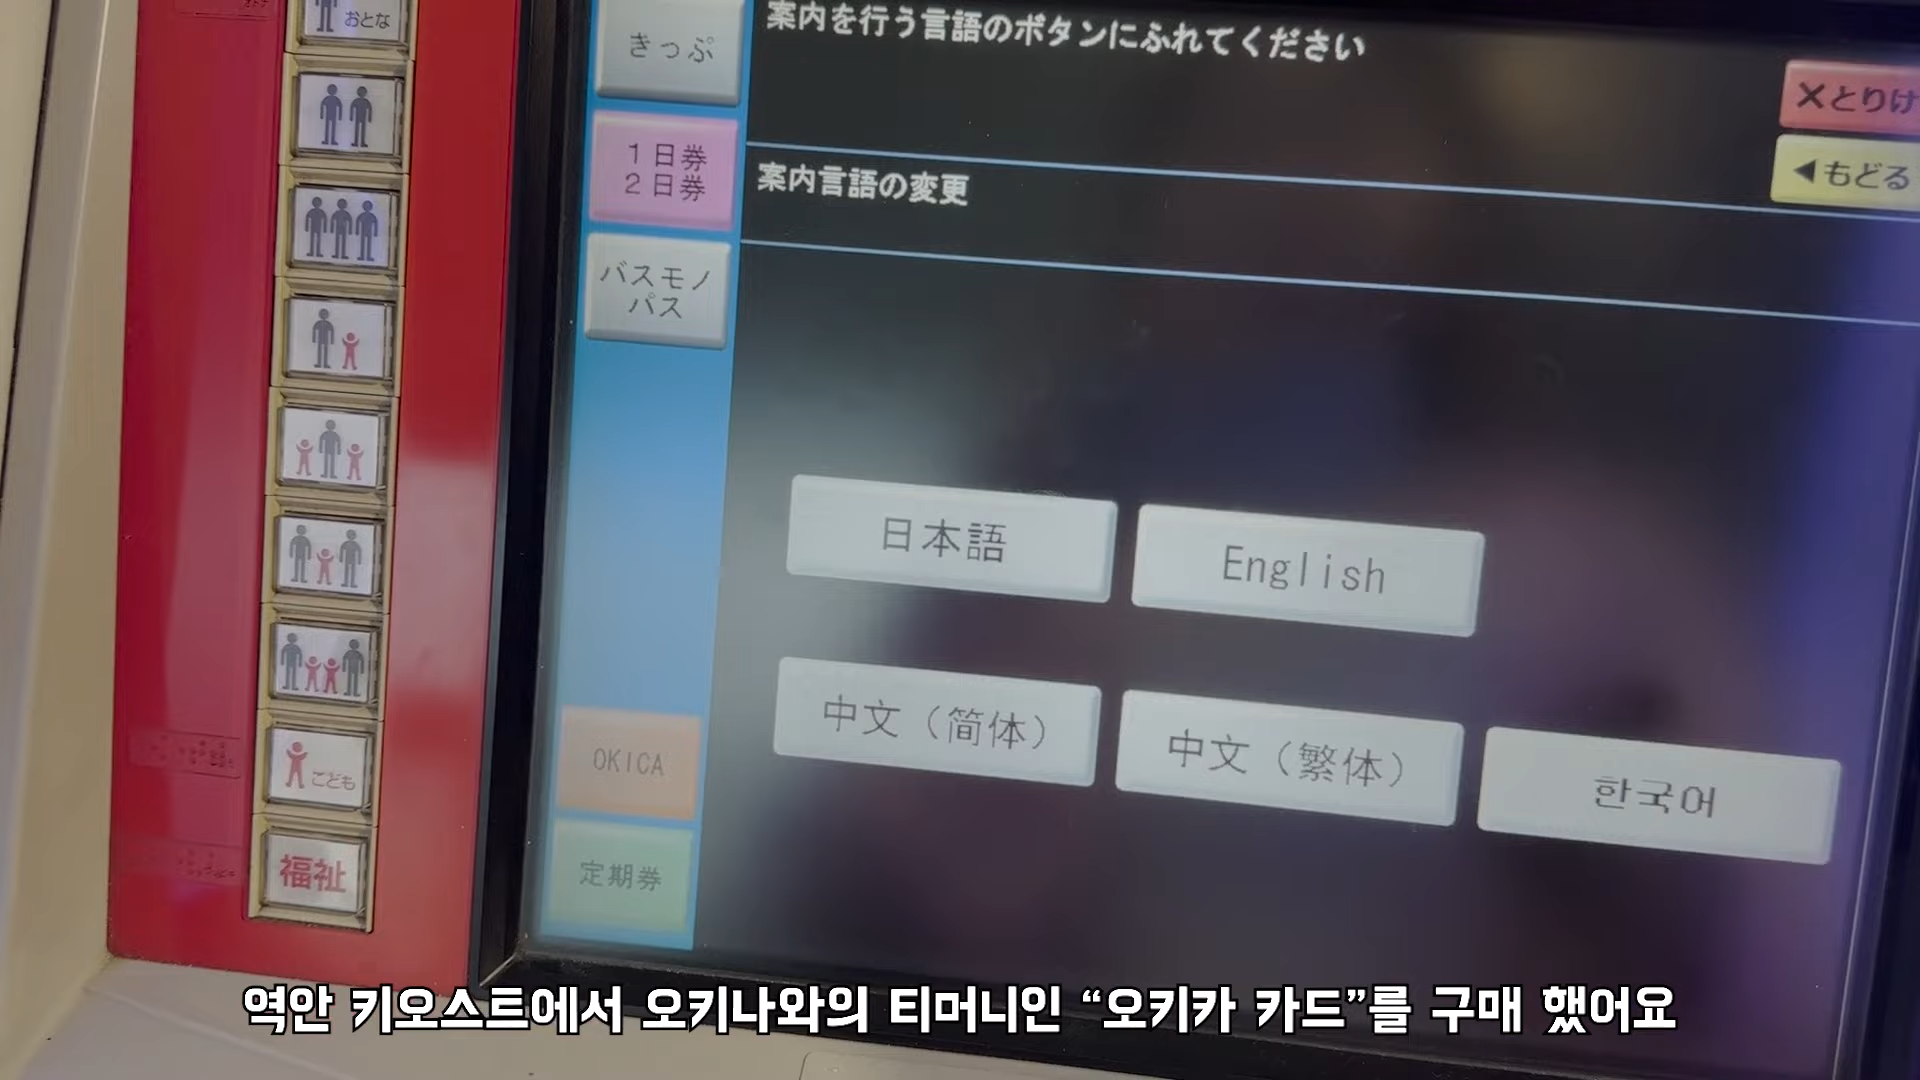 おとな
きっぷ
案内を行う言語のボタンにふれてください
×とりけ
◀もどる
1日券
2日券
案内言語の変更
バスモノ
パス
日本語
English
中文（简体）
中文（繁体）
한국어
OKICA
定期券
こども
福祉
역안 키오스트에서 오키나와의 티머니인 “오키카 카드”를 구매 했어요